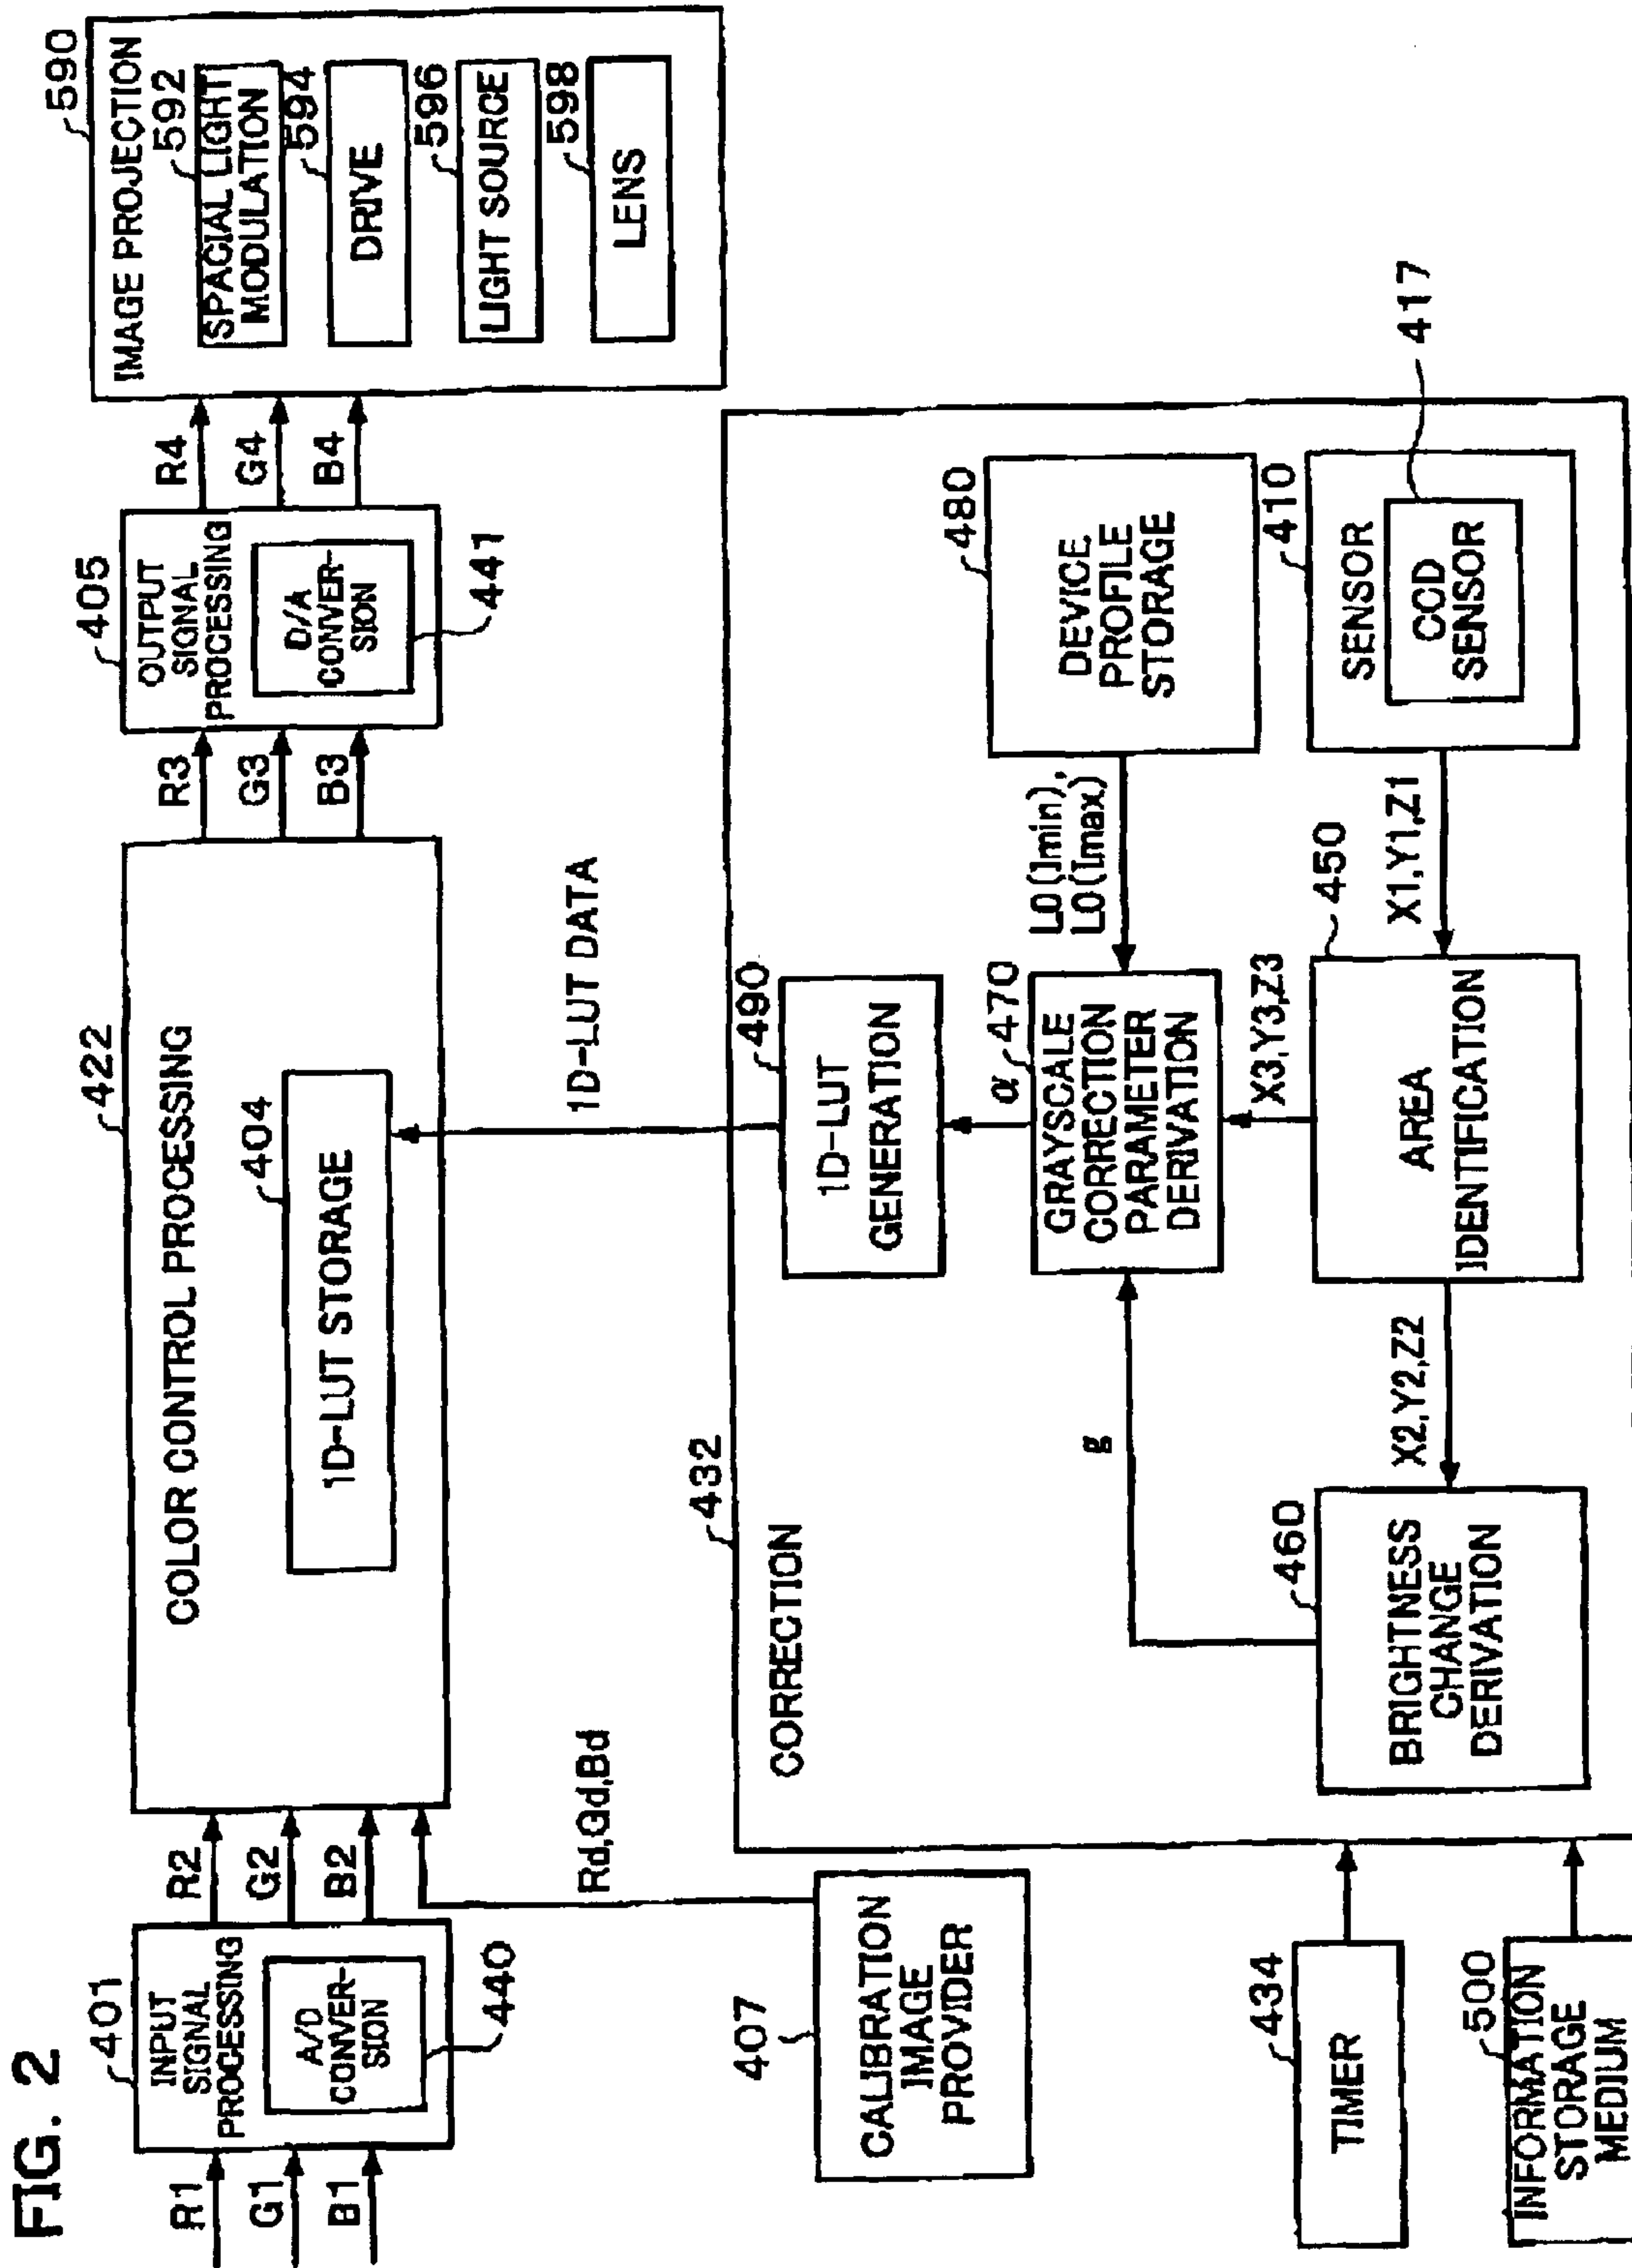 FIG. 2
R1
G1
B1
401
INPUT
SIGNAL
PROCESSING
A/D
CONVER-
SION
440
R2
G2
B2
Rd,Gd,Bd
407
CALIBRATION
IMAGE
PROVIDER
422
COLOR CONTROL PROCESSING
404
1D-LUT STORAGE
R3
G3
B3
405
OUTPUT
SIGNAL
PROCESSING
D/A
CONVER-
SION
441
R4
G4
B4
590
IMAGE PROJECTION
592
SPACIAL LIGHT
MODULATION
594
DRIVE
596
LIGHT SOURCE
598
LENS
1D-LUT DATA
432
CORRECTION
490
1D-LUT
GENERATION
α
470
GRAYSCALE
CORRECTION
PARAMETER
DERIVATION
L0(Imin),
L0(Imax)
480
DEVICE
PROFILE
STORAGE
g
X3,Y3,Z3
460
BRIGHTNESS
CHANGE
DERIVATION
X2,Y2,Z2
450
AREA
IDENTIFICATION
X1,Y1,Z1
410
SENSOR
CCD
SENSOR
417
434
TIMER
500
INFORMATION
STORAGE
MEDIUM